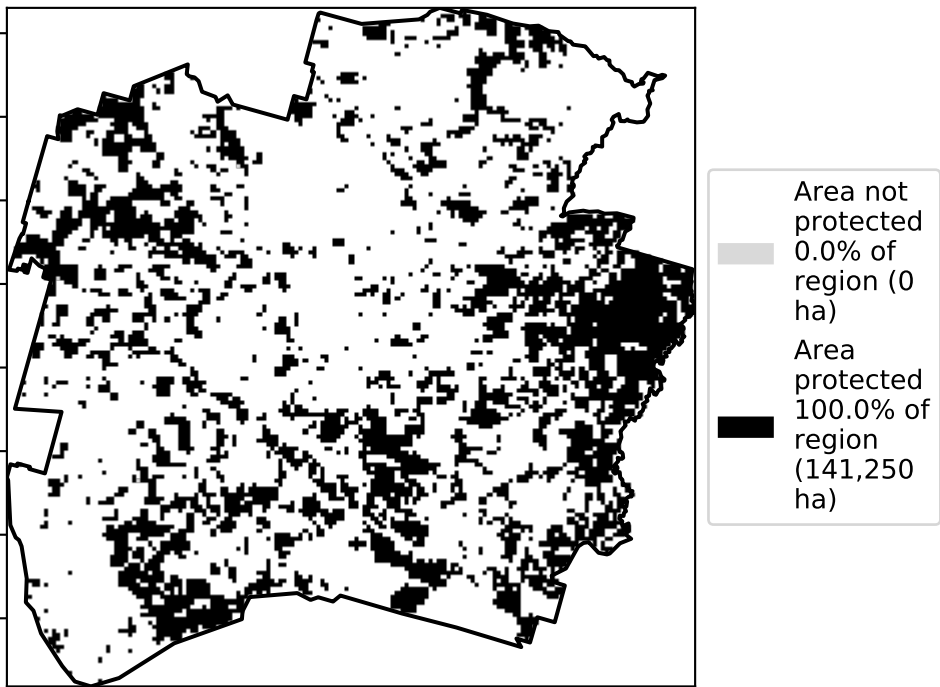 Area not
protected
0.0% of
region (0
ha)
Area
protected
100.0% of
region
(141,250
ha)